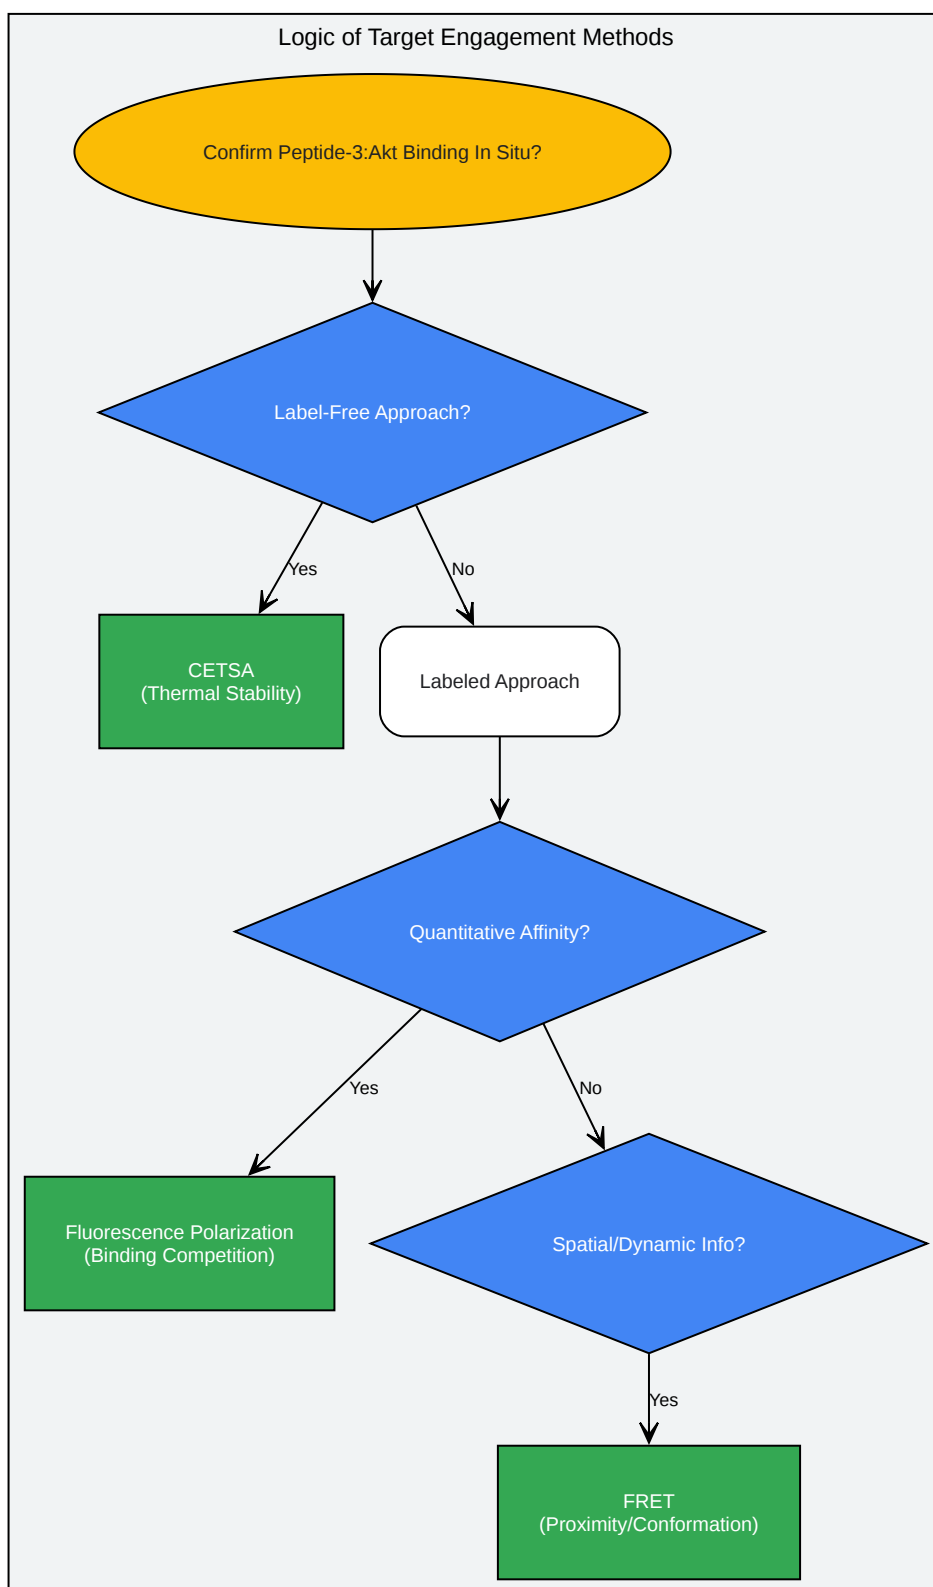 Logic of Target Engagement Methods
Confirm Peptide-3:Akt Binding In Situ?
Label-Free Approach?
Yes
No
CETSA
(Thermal Stability)
Labeled Approach
Quantitative Affinity?
Yes
No
Fluorescence Polarization
(Binding Competition)
Spatial/Dynamic Info?
Yes
FRET
(Proximity/Conformation)